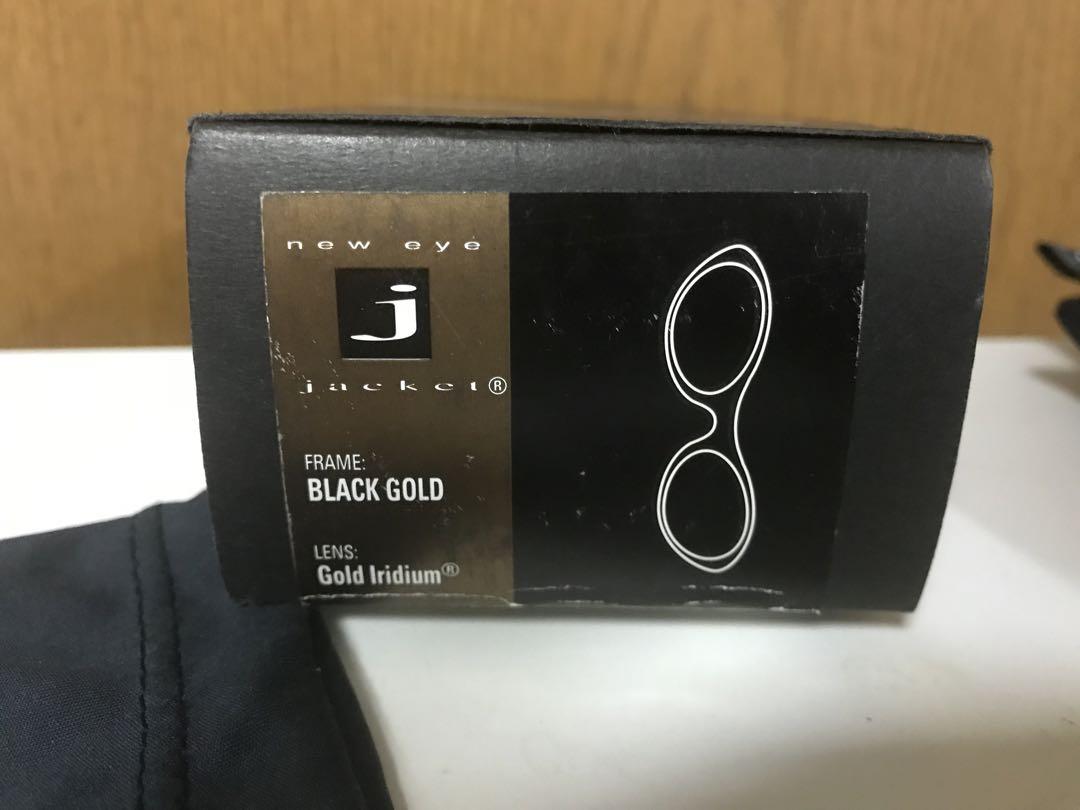 new eye
j
jacket®
FRAME:
BLACK GOLD
LENS:
Gold Iridium®